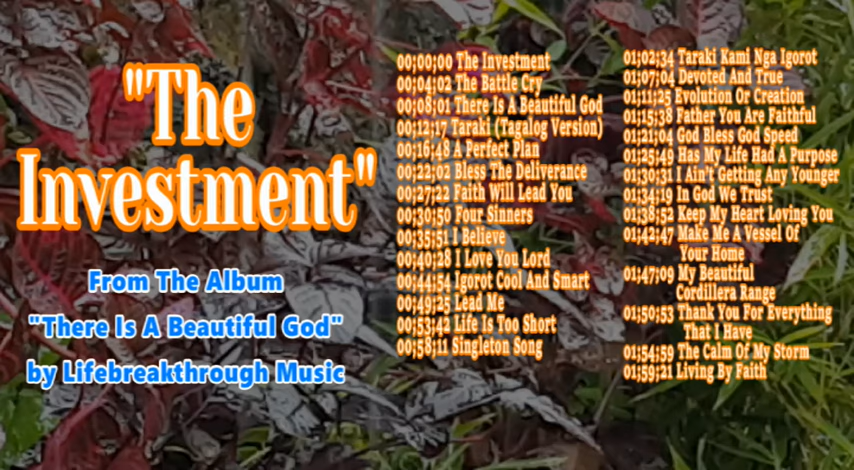 "The
Investment"
From The Album
"There Is A Beautiful God"
by Lifebreakthrough Music
00;00;00 The Investment
00;04;02 The Battle Cry
00;08;01 There Is A Beautiful God
00;12;17 Taraki (Tagalog Version)
00;16;48 A Perfect Plan
00;22;02 Bless The Deliverance
00;27;22 Faith Will Lead You
00;30;50 Four Sinners
00;35;51 I Believe
00;40;28 I Love You Lord
00;44;54 Igorot Cool And Smart
00;49;25 Lead Me
00;53;42 Life Is Too Short
00;58;11 Singleton Song
01;02;34 Taraki Kami Nga Igorot
01;07;04 Devoted And True
01;11;25 Evolution Or Creation
01;15;38 Father You Are Faithful
01;21;04 God Bless God Speed
01;25;49 Has My Life Had A Purpose
01;30;31 I Ain't Getting Any Younger
01;34;19 In God We Trust
01;38;52 Keep My Heart Loving You
01;42;47 Make Me A Vessel Of
Your Home
01;47;09 My Beautiful
Cordillera Range
01;50;53 Thank You For Everything
That I Have
01;54;59 The Calm Of My Storm
01;59;21 Living By Faith